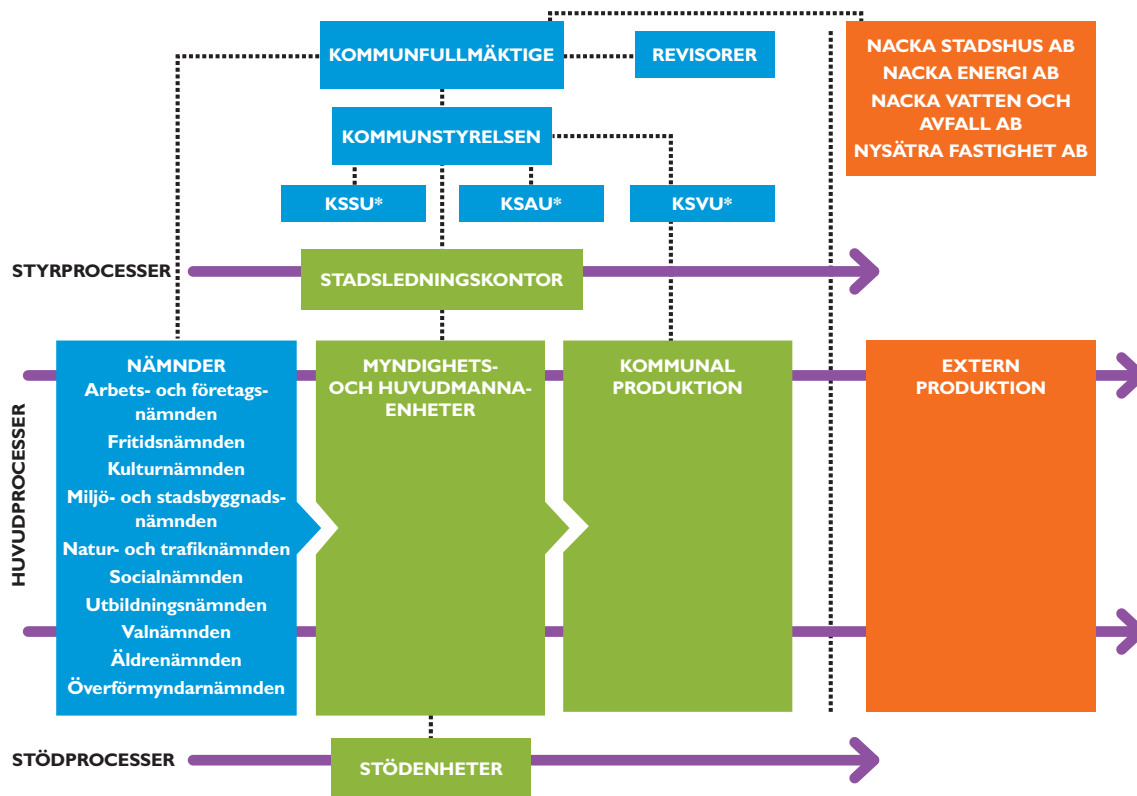 KOMMUNFULLMÄKTIGE
REVISORER
NACKA STADSHUS AB
NACKA ENERGI AB
NACKA VATTEN OCH
AVFALL AB
NYSÄTRA FASTIGHET AB
KOMMUNSTYRELSEN
KSSU*
KSAU*
KSVU*
STYRPROCESSER
STADSLEDNINGSKONTOR
HUVUDPROCESSER
NÄMNDER
Arbets- och företags-
nämnden
Fritidsnämnden
Kulturnämnden
Miljö- och stadsbyggnads-
nämnden
Natur- och trafiknämnden
Socialnämnden
Utbildningsnämnden
Valnämnden
Äldrenämnden
Överförmyndarnämnden
MYNDIGHETS-
OCH HUVUDMANNA-
ENHETER
KOMMUNAL
PRODUKTION
EXTERN
PRODUKTION
STÖDPROCESSER
STÖDENHETER